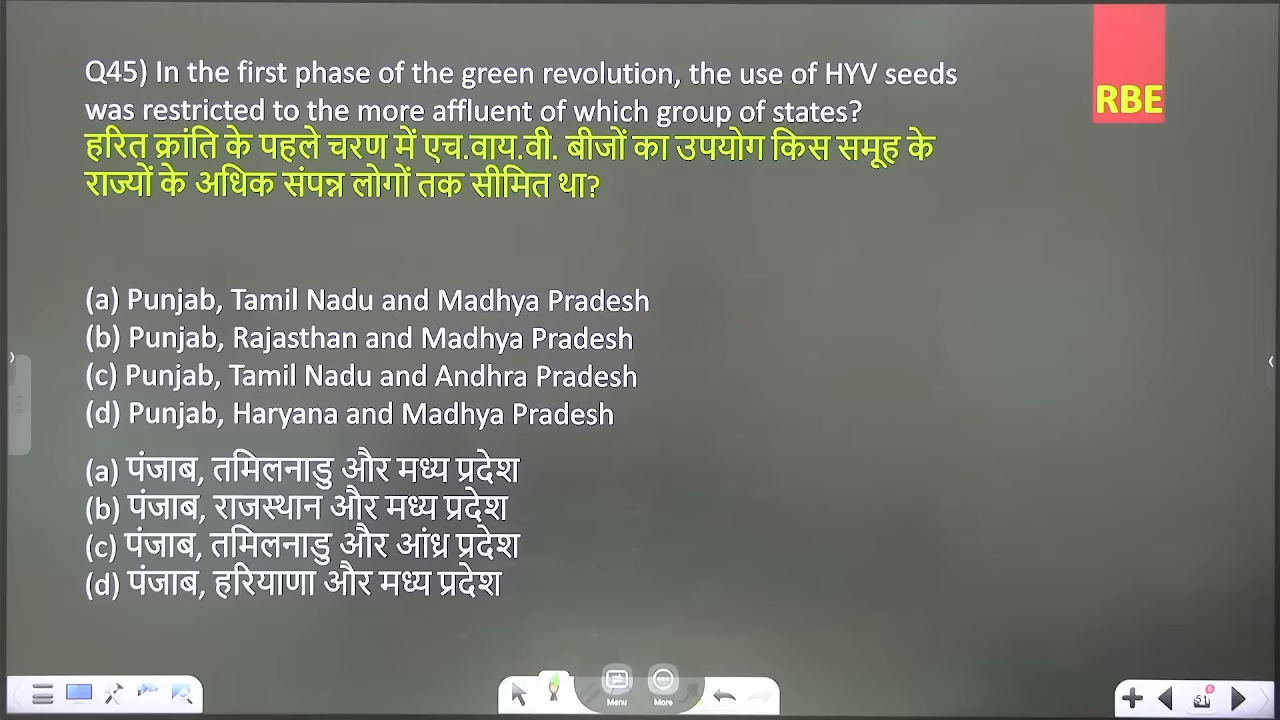 RBE
Q45) In the first phase of the green revolution, the use of HYV seeds
was restricted to the more affluent of which group of states?
हरित क्रांति के पहले चरण में एच.वाय.वी. बीजों का उपयोग किस समूह के
राज्यों के अधिक संपन्न लोगों तक सीमित था?
(a) Punjab, Tamil Nadu and Madhya Pradesh
(b) Punjab, Rajasthan and Madhya Pradesh
(c) Punjab, Tamil Nadu and Andhra Pradesh
(d) Punjab, Haryana and Madhya Pradesh
(a) पंजाब, तमिलनाडु और मध्य प्रदेश
(b) पंजाब, राजस्थान और मध्य प्रदेश
(c) पंजाब, तमिलनाडु और आंध्र प्रदेश
(d) पंजाब, हरियाणा और मध्य प्रदेश
Menu More